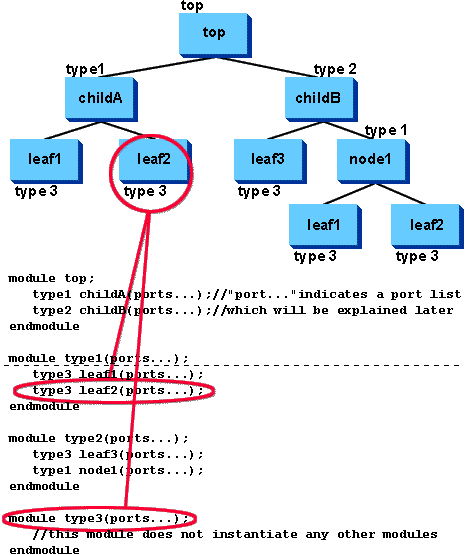 top
top
type1
type 2
childA
childB
type 1
leaf1
leaf2
leaf3
node1
type 3
type 3
type 3
leaf1
leaf2
type 3
type 3
module top;
type1 childA(ports...);//"port..."indicates a port list
type2 childB(ports...);//which will be explained later
endmodule
module type1(ports...);
type3 leaf1(ports...);
type3 leaf2(ports...);
endmodule
module type2(ports...);
type3 leaf3(ports...);
type1 node1(ports...);
endmodule
module type3(ports...);
//this module does not instantiate any other modules
endmodule